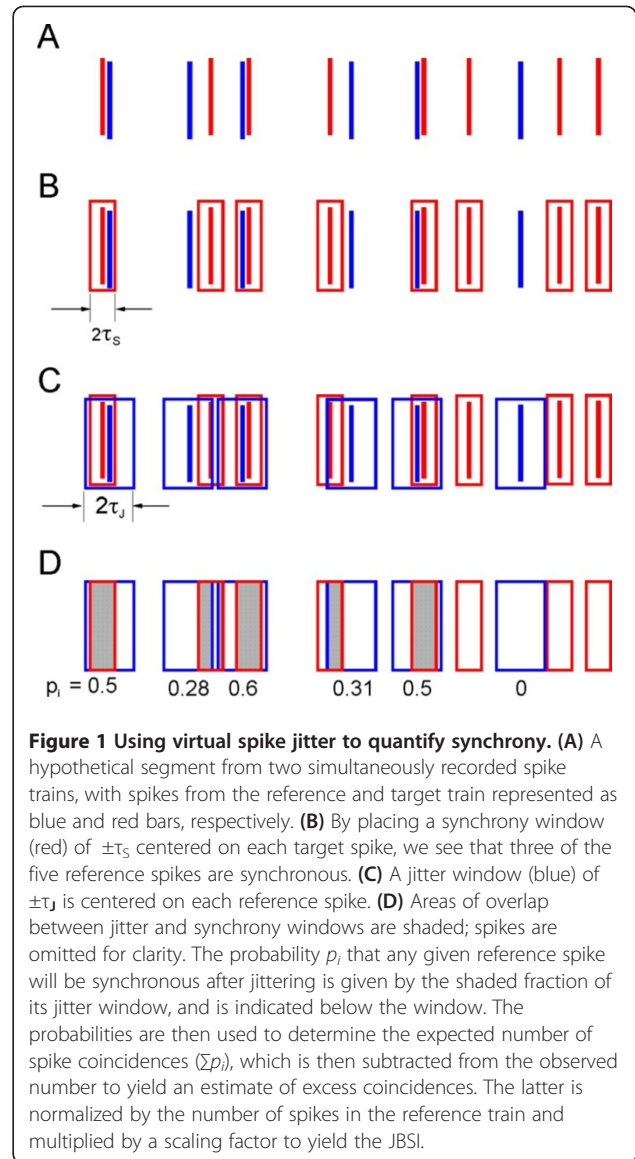 A
B
2τS
C
2τJ
D
pi = 0.5 0.28 0.6 0.31 0.5 0
Figure 1 Using virtual spike jitter to quantify synchrony. (A) A
hypothetical segment from two simultaneously recorded spike
trains, with spikes from the reference and target train represented as
blue and red bars, respectively. (B) By placing a synchrony window
(red) of ±τS centered on each target spike, we see that three of the
five reference spikes are synchronous. (C) A jitter window (blue) of
±τJ is centered on each reference spike. (D) Areas of overlap
between jitter and synchrony windows are shaded; spikes are
omitted for clarity. The probability pi that any given reference spike
will be synchronous after jittering is given by the shaded fraction of
its jitter window, and is indicated below the window. The
probabilities are then used to determine the expected number of
spike coincidences (Σpi), which is then subtracted from the observed
number to yield an estimate of excess coincidences. The latter is
normalized by the number of spikes in the reference train and
multiplied by a scaling factor to yield the JBSI.